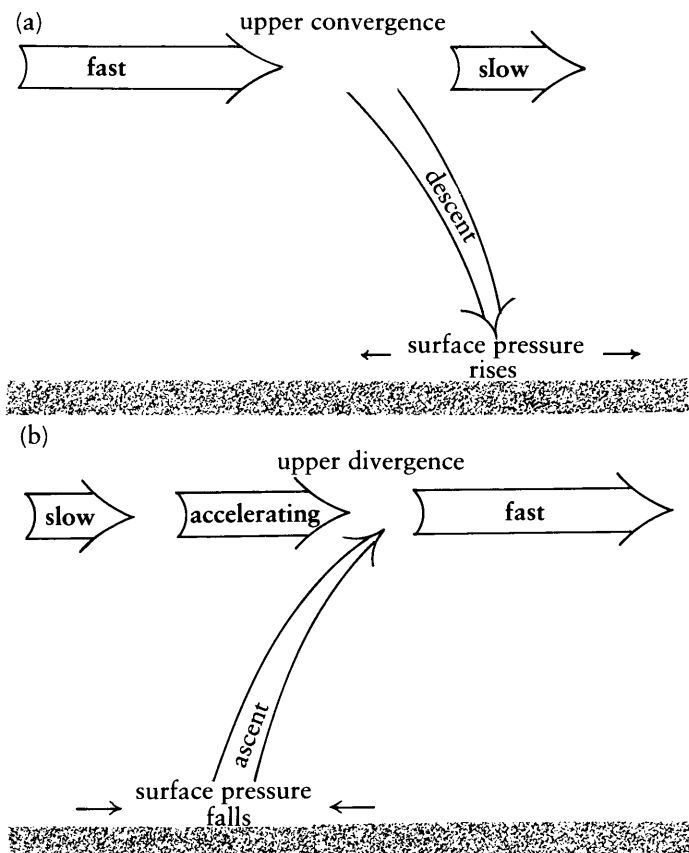 (a)
upper convergence
fast
slow
descent
surface pressure
rises
(b)
upper divergence
slow
accelerating
fast
ascent
surface pressure
falls